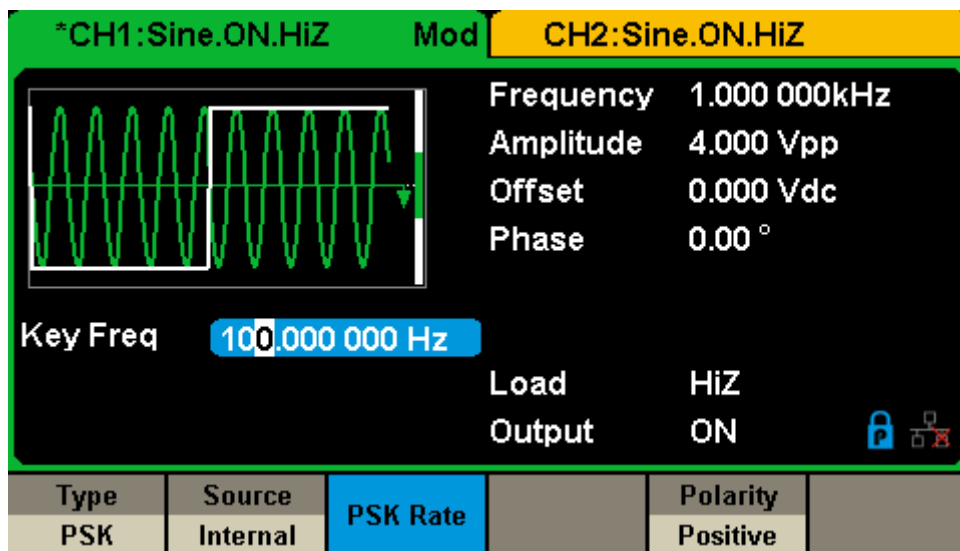 *CH1:Sine.ON.HiZ Mod CH2:Sine.ON.HiZ
Frequency 1.000 000kHz
Amplitude 4.000 Vpp
Offset 0.000 Vdc
Phase 0.00 °
Key Freq 100.000 000 Hz
Load HiZ
Output ON P
Type Source PSK Rate Polarity
PSK Internal Positive